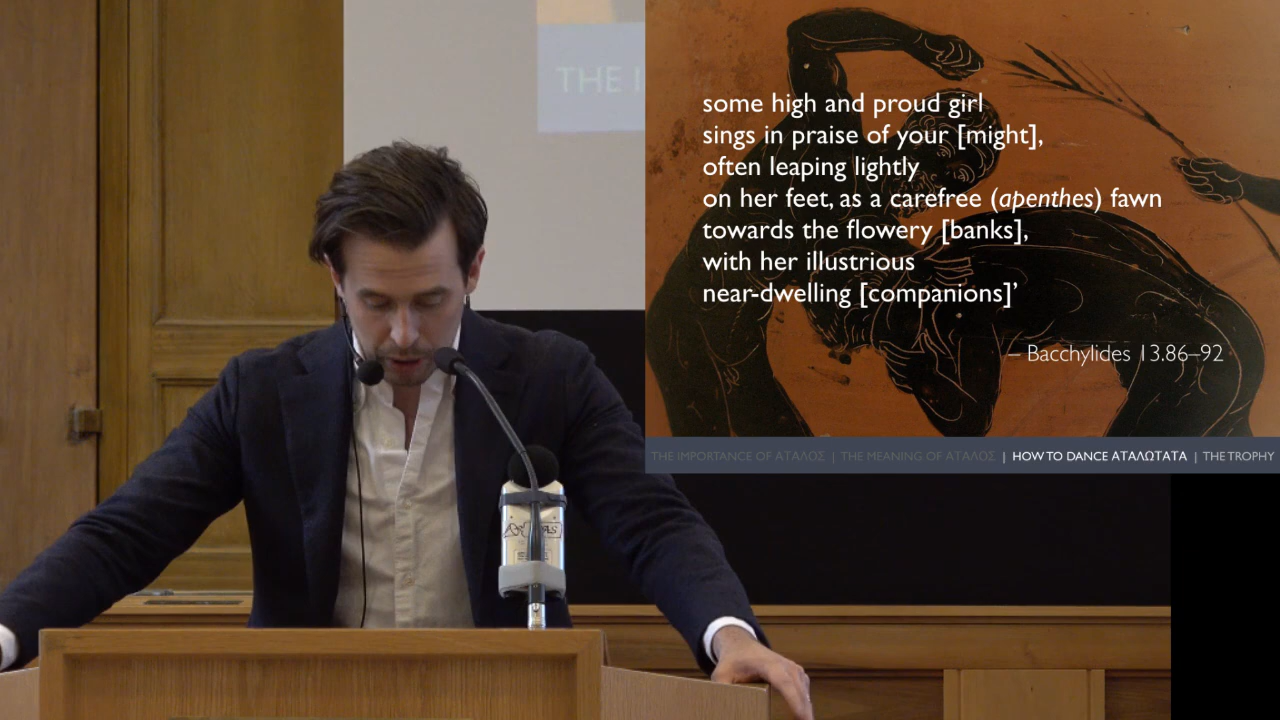 THE
some high and proud girl
sings in praise of your [might],
often leaping lightly
on her feet, as a carefree (apenthes) fawn
towards the flowery [banks],
with her illustrious
near-dwelling [companions]’
– Bacchylides 13.86–92
THE IMPORTANCE OF ΑΤΑΛΟΣ | THE MEANING OF ΑΤΑΛΟΣ | HOW TO DANCE ΑΤΑΛΩΤΑΤΑ | THE TROPHY